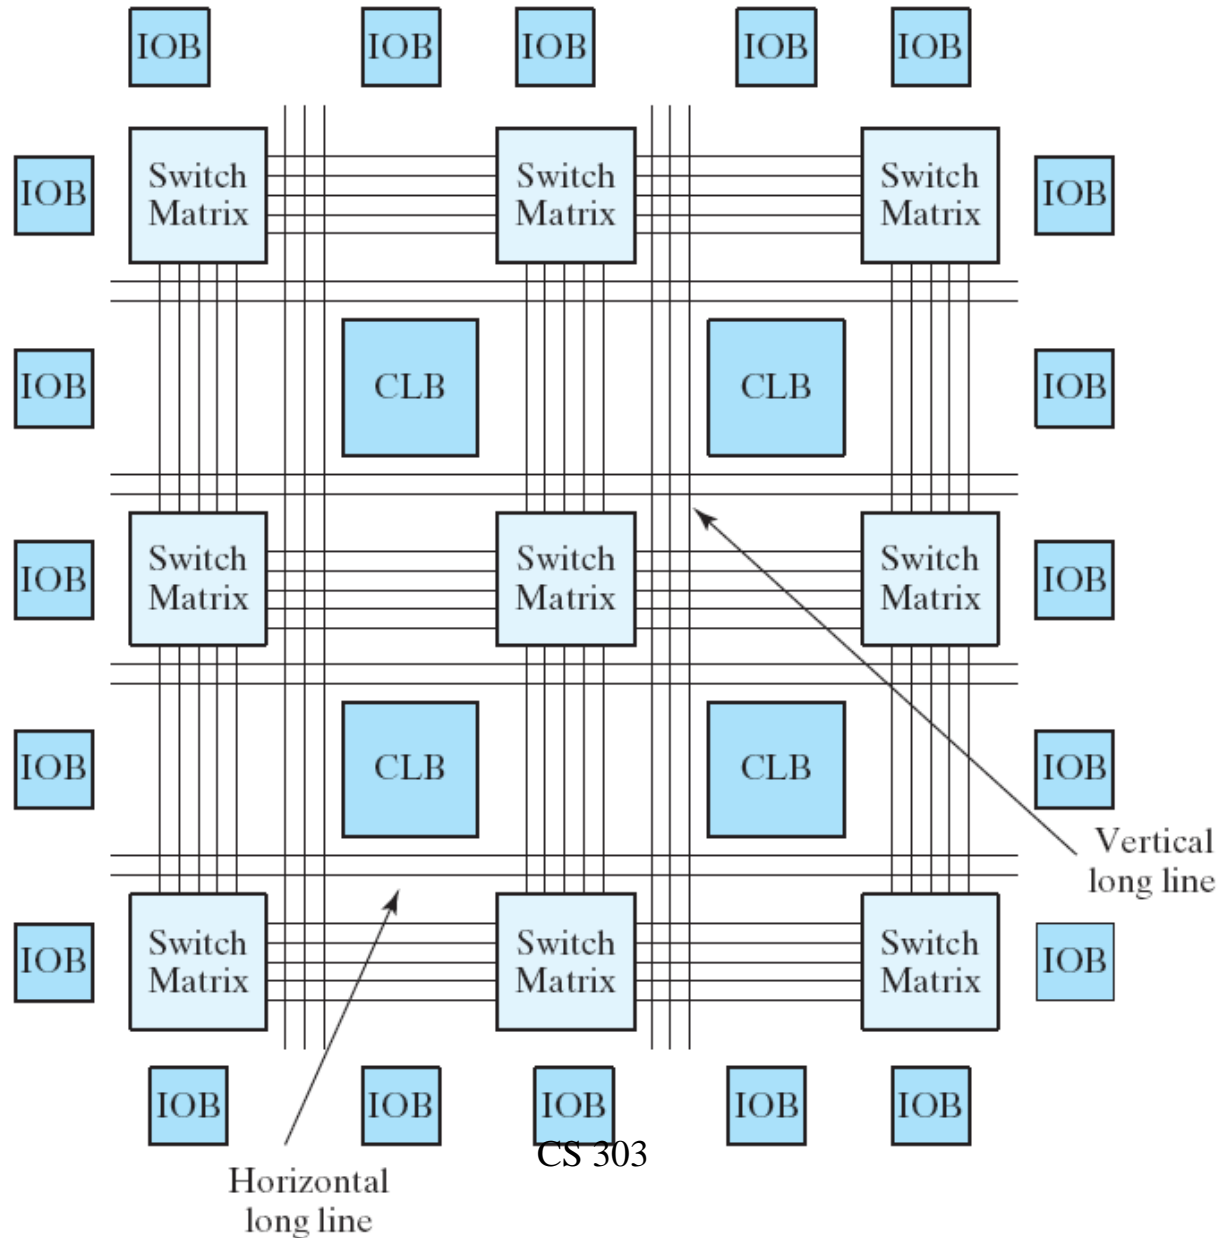 IOB
IOB
IOB
IOB
IOB
IOB
Switch
Matrix
Switch
Matrix
Switch
Matrix
IOB
IOB
CLB
CLB
IOB
IOB
Switch
Matrix
Switch
Matrix
Switch
Matrix
IOB
IOB
CLB
CLB
IOB
Vertical
long line
IOB
Switch
Matrix
Switch
Matrix
Switch
Matrix
IOB
IOB
IOB
IOB
IOB
IOB
CS 303
Horizontal
long line